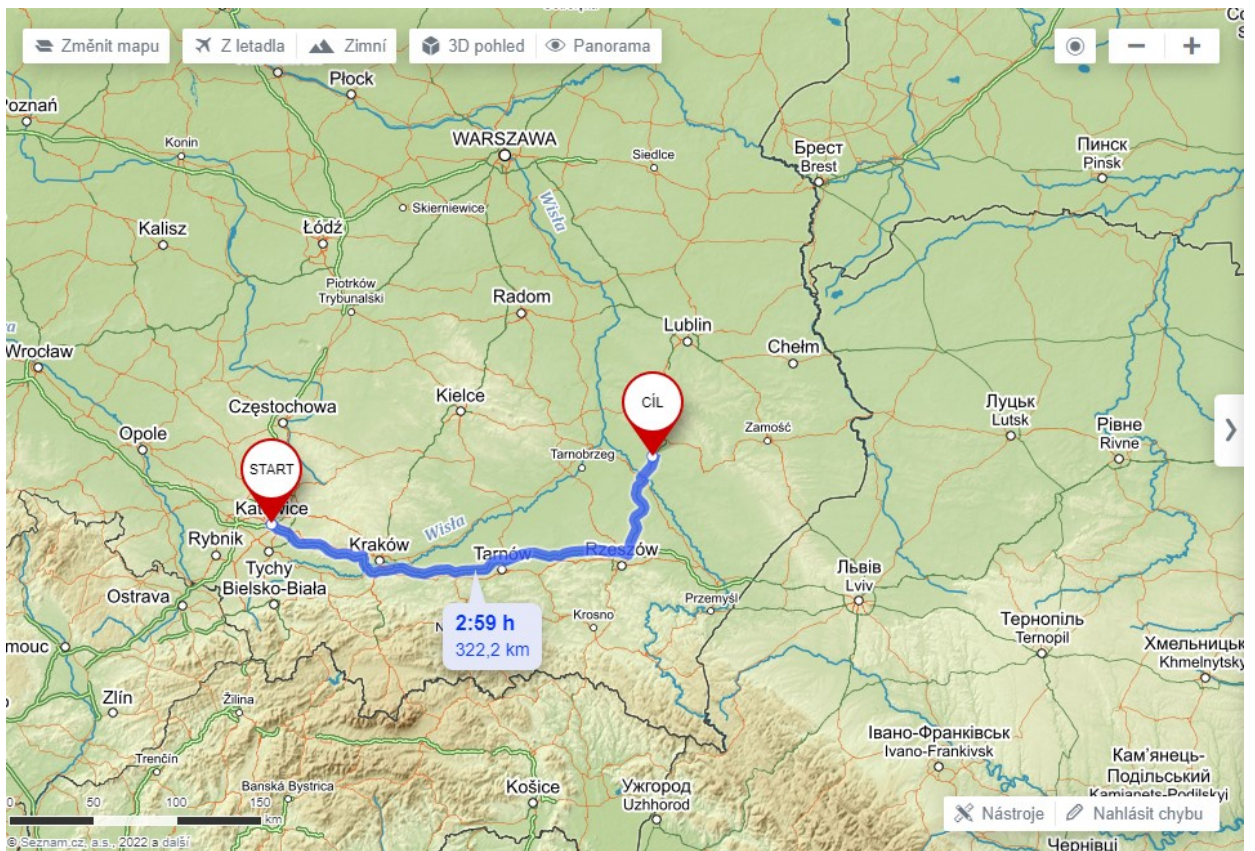 Změnit mapu
Z letadla
Zimní
3D pohled
Panorama
Płock
Poznań
Konin
WARSZAWA
Siedlce
Брест
Brest
Пинск
Pinsk
Skierniewice
Wisła
Kalisz
Łódź
Piotrków
Trybunalski
Radom
Lublin
Chełm
Wrocław
Kielce
CÍL
Częstochowa
Луцьк
Lutsk
Рівне
Rivne
Zamość
Opole
Tarnobrzeg
START
Katowice
Wisła
Rybnik
Kraków
Tarnów
Rzeszów
Tychy
Bielsko-Biała
Львів
Lviv
Ostrava
Przemyśl
Krosno
2:59 h
322,2 km
Тернопіль
Ternopil
Хмельницьк
Khmelnytsky
Zlín
Žilina
Івано-Франківськ
Ivano-Frankivsk
Trenčín
Кам'янець-
Подільський
Kamianets-Podilskyi
Banská Bystrica
Košice
Ужгород
Uzhhorod
0 50 100 150
km
Nástroje
Nahlásit chybu
© Seznam.cz, a.s., 2022 a další
Чернівці